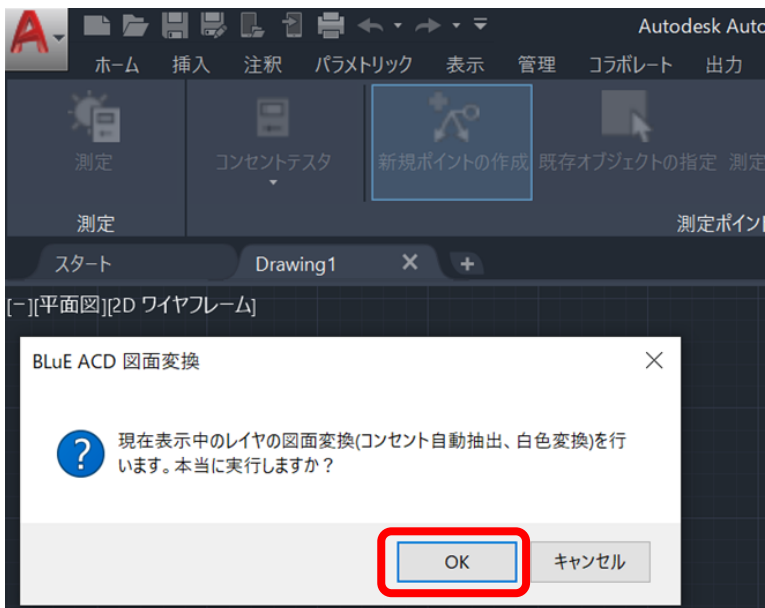 Autodesk Auto
ホーム 挿入 注釈 パラメトリック 表示 管理 コラボレート 出力
測定 コンセントテスタ 新規ポイントの作成 既存オブジェクトの指定 測定
測定 測定ポイント
スタート Drawing1 × +
[−][平面図][2D ワイヤフレーム]
BLuE ACD 図面変換
現在表示中のレイヤの図面変換(コンセント自動抽出、白色変換)を行
います。本当に実行しますか？
OK キャンセル